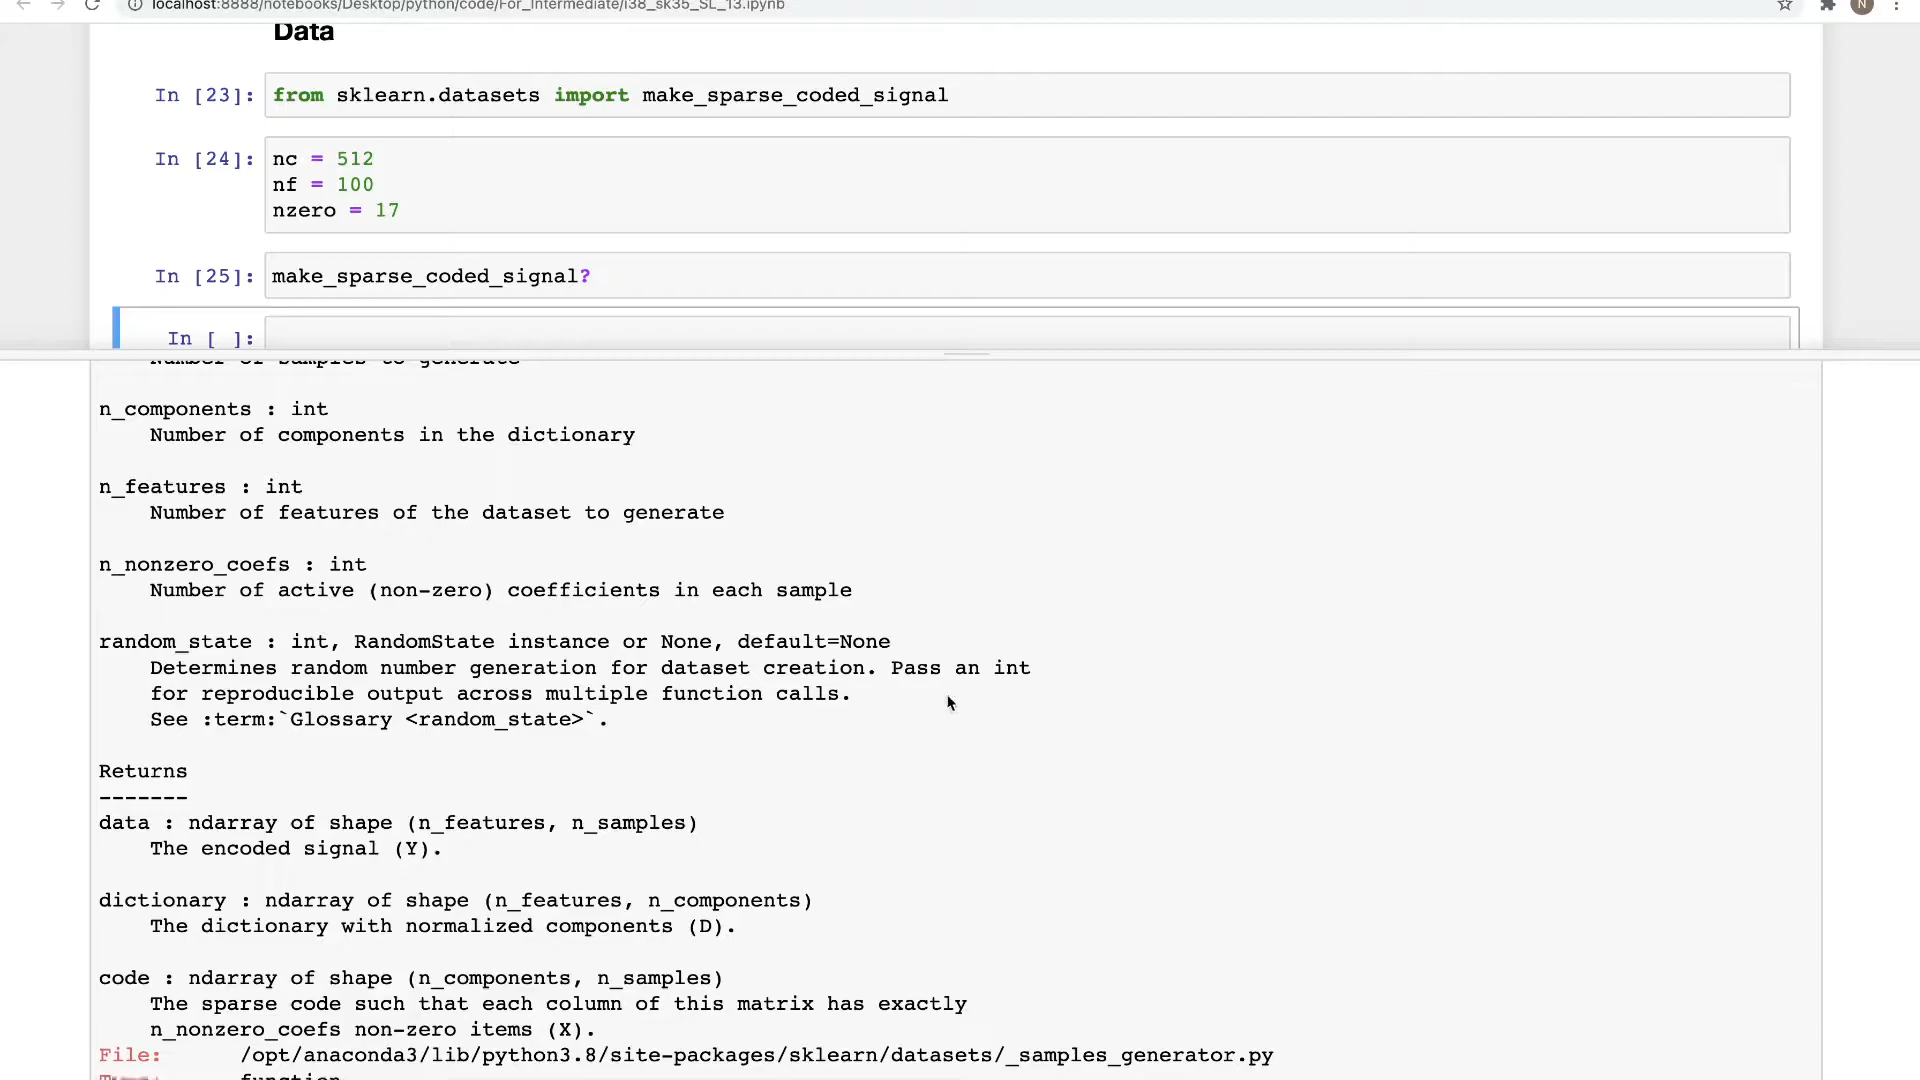 localhost:8888/notebooks/Desktop/python/code/For_Intermediate/i38_sk35_SL_13.ipynb
N
Data
In [23]: from sklearn.datasets import make_sparse_coded_signal
In [24]: nc = 512
nf = 100
nzero = 17
In [25]: make_sparse_coded_signal?
In [ ]:
Number of samples to generate
n_components : int
Number of components in the dictionary
n_features : int
Number of features of the dataset to generate
n_nonzero_coefs : int
Number of active (non-zero) coefficients in each sample
random_state : int, RandomState instance or None, default=None
Determines random number generation for dataset creation. Pass an int
for reproducible output across multiple function calls.
See :term:`Glossary <random_state>`.
Returns
-------
data : ndarray of shape (n_features, n_samples)
The encoded signal (Y).
dictionary : ndarray of shape (n_features, n_components)
The dictionary with normalized components (D).
code : ndarray of shape (n_components, n_samples)
The sparse code such that each column of this matrix has exactly
n_nonzero_coefs non-zero items (X).
File: /opt/anaconda3/lib/python3.8/site-packages/sklearn/datasets/_samples_generator.py
function